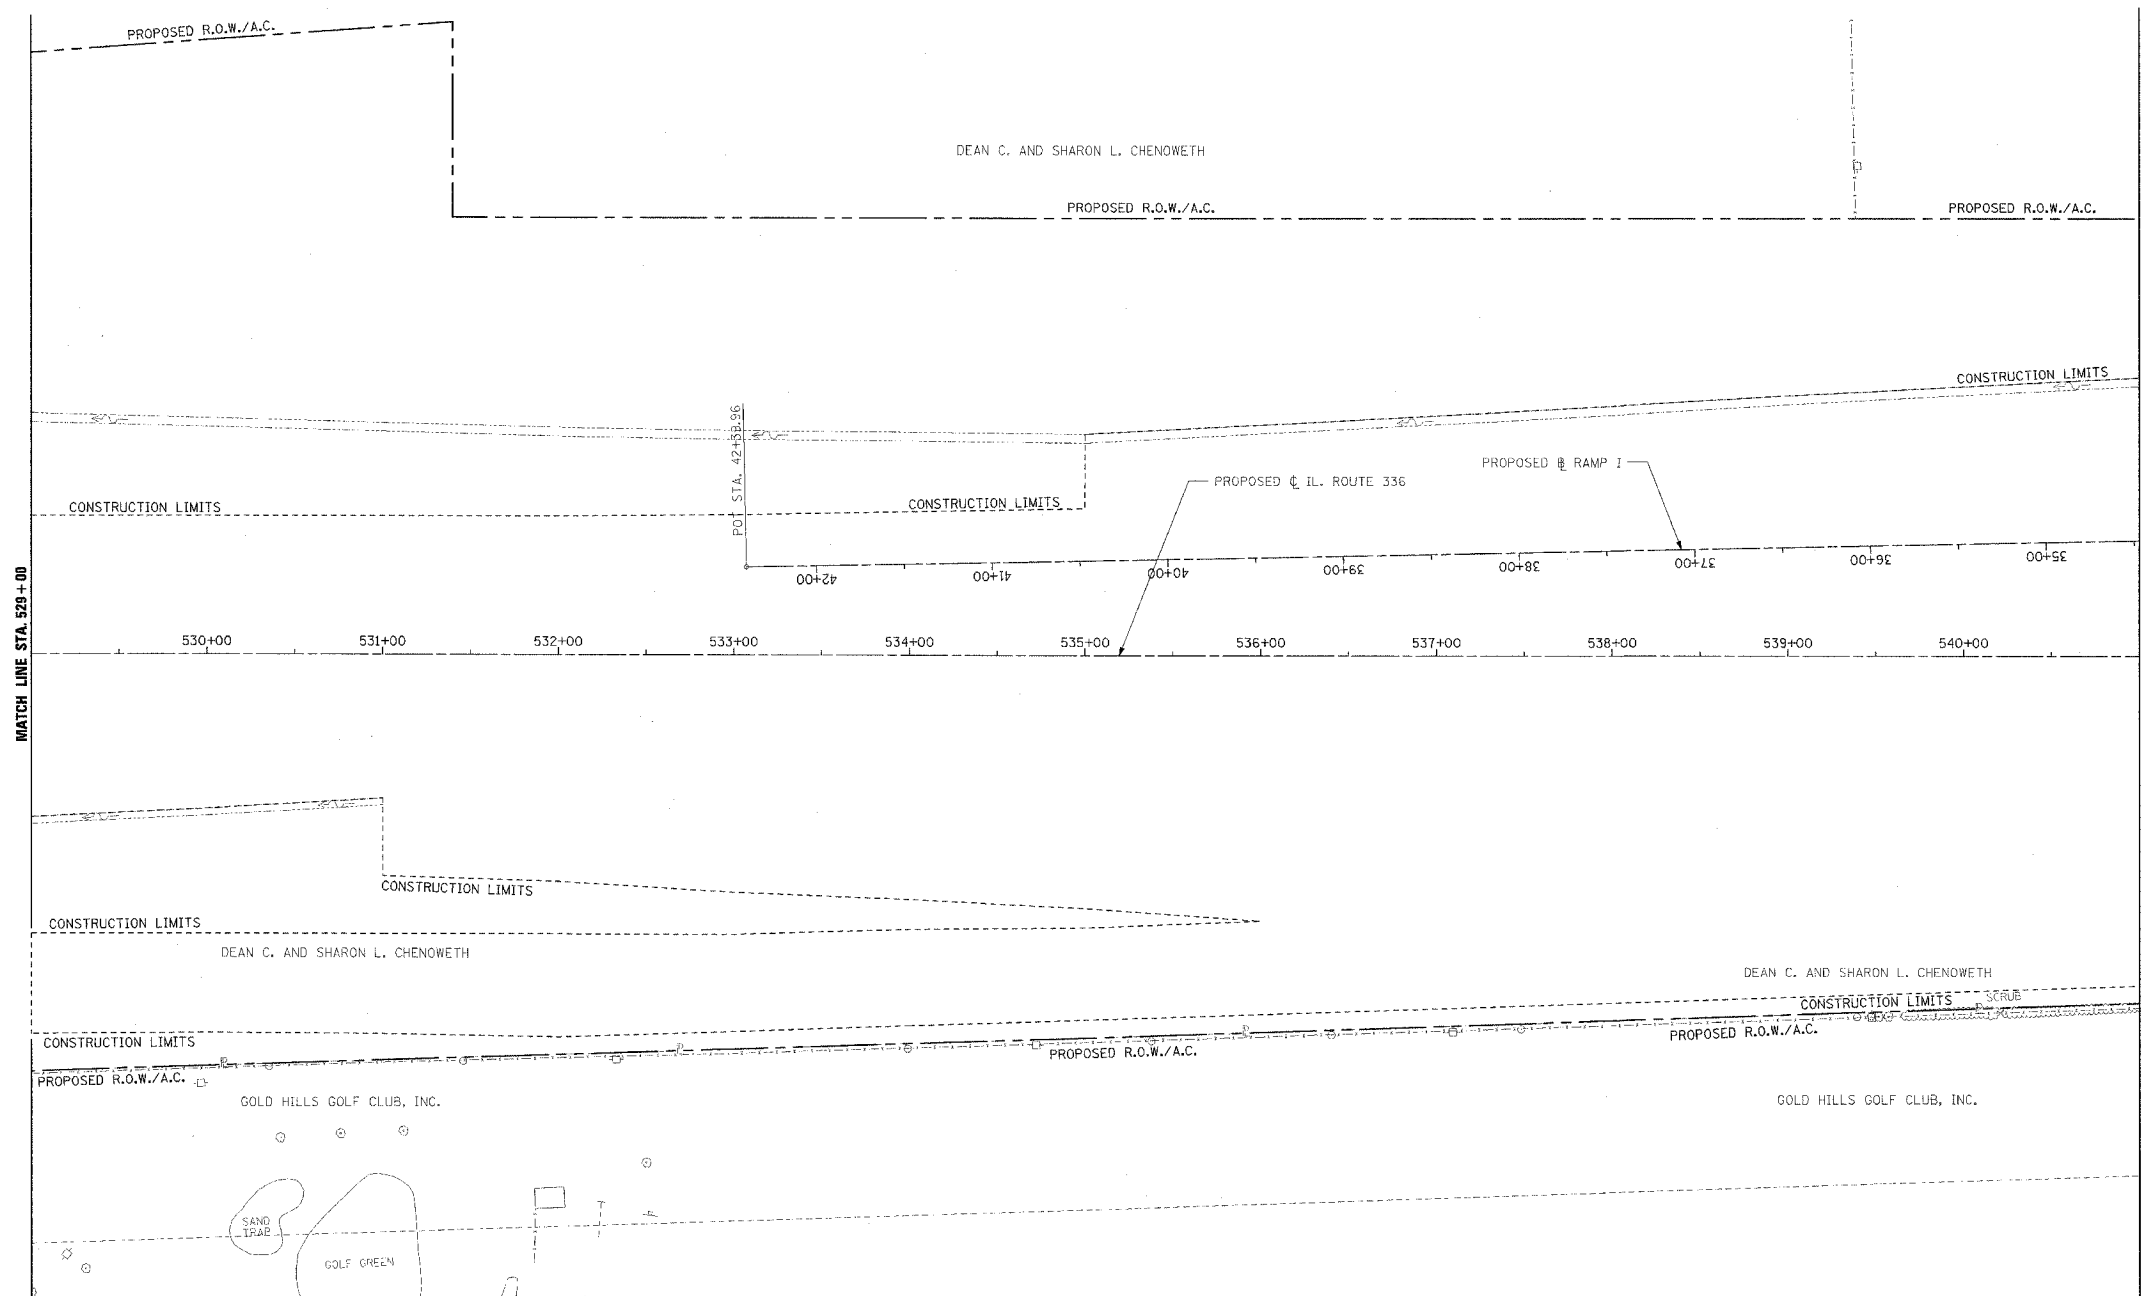 PROPOSED R.O.W./A.C.
DEAN C. AND SHARON L. CHENOWETH
PROPOSED R.O.W./A.C.
PROPOSED R.O.W./A.C.
CONSTRUCTION LIMITS
POT STA. 42+39.96
PROPOSED ℄ IL. ROUTE 336
PROPOSED BL RAMP I
CONSTRUCTION LIMITS
CONSTRUCTION LIMITS
42+00
41+00
40+00
39+00
38+00
37+00
36+00
35+00
MATCH LINE STA. 529+00
530+00
531+00
532+00
533+00
534+00
535+00
536+00
537+00
538+00
539+00
540+00
CONSTRUCTION LIMITS
CONSTRUCTION LIMITS
DEAN C. AND SHARON L. CHENOWETH
DEAN C. AND SHARON L. CHENOWETH
CONSTRUCTION LIMITS
SCRUB
CONSTRUCTION LIMITS
PROPOSED R.O.W./A.C.
PROPOSED R.O.W./A.C.
PROPOSED R.O.W./A.C.
GOLD HILLS GOLF CLUB, INC.
GOLD HILLS GOLF CLUB, INC.
SAND
TRAP
GOLF GREEN